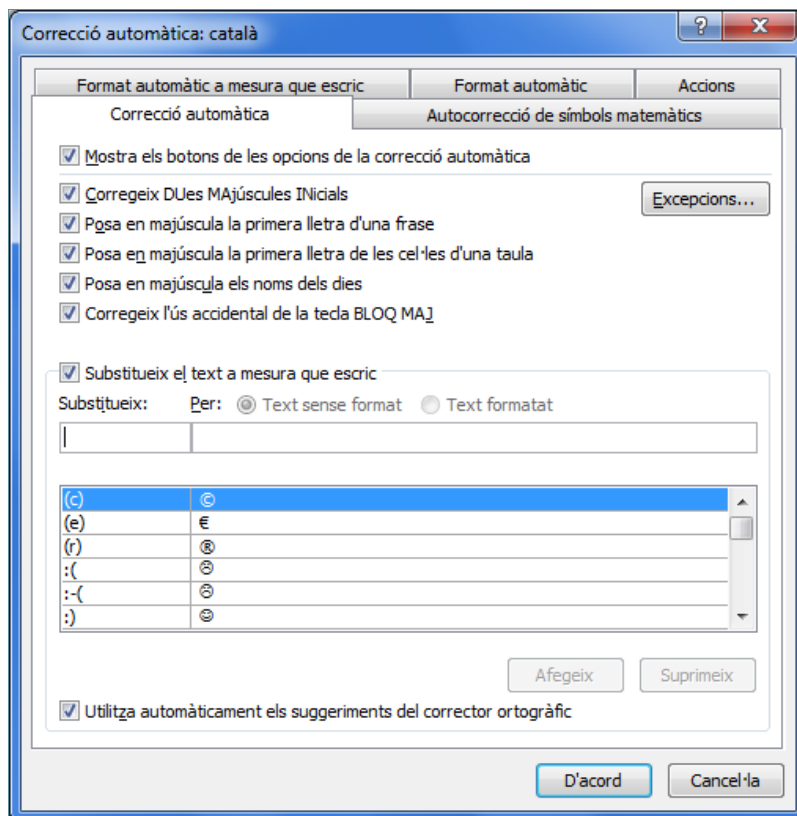 Correcció automàtica: català
Format automàtic a mesura que escric Format automàtic Accions
Correcció automàtica Autocorrecció de símbols matemàtics
Mostra els botons de les opcions de la correcció automàtica
Corregeix DUes MAjúscules INicials Excepcions...
Posa en majúscula la primera lletra d'una frase
Posa en majúscula la primera lletra de les cel·les d'una taula
Posa en majúscula els noms dels dies
Corregeix l'ús accidental de la tecla BLOQ MAJ
Substitueix el text a mesura que escric
Substitueix: Per: Text sense format Text formatat
(c) ©
(e) €
(r) ®
:( ☹
:-( ☹
:) ☺
Afegeix Suprimeix
Utilitza automàticament els suggeriments del corrector ortogràfic
D'acord Cancel·la